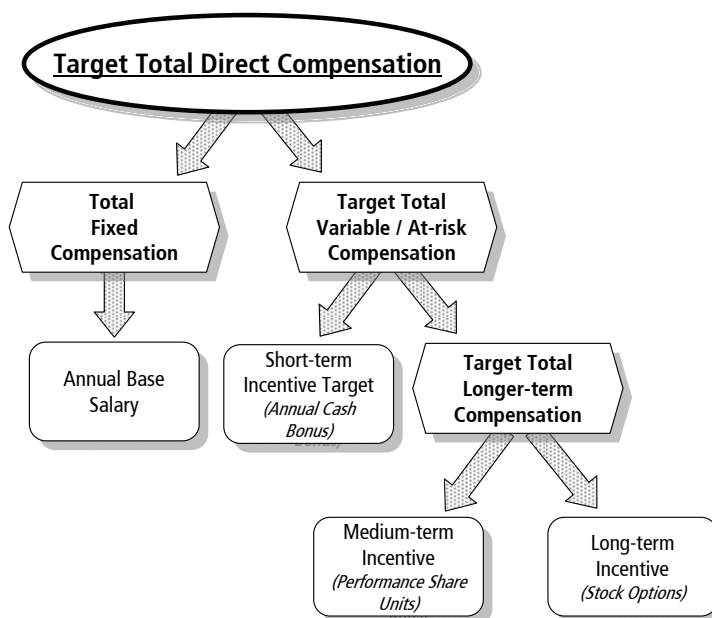 Target Total Direct Compensation
Total
Fixed
Compensation
Target Total
Variable / At-risk
Compensation
Annual Base
Salary
Short-term
Incentive Target
(Annual Cash
Bonus)
Target Total
Longer-term
Compensation
Medium-term
Incentive
(Performance Share
Units)
Long-term
Incentive
(Stock Options)